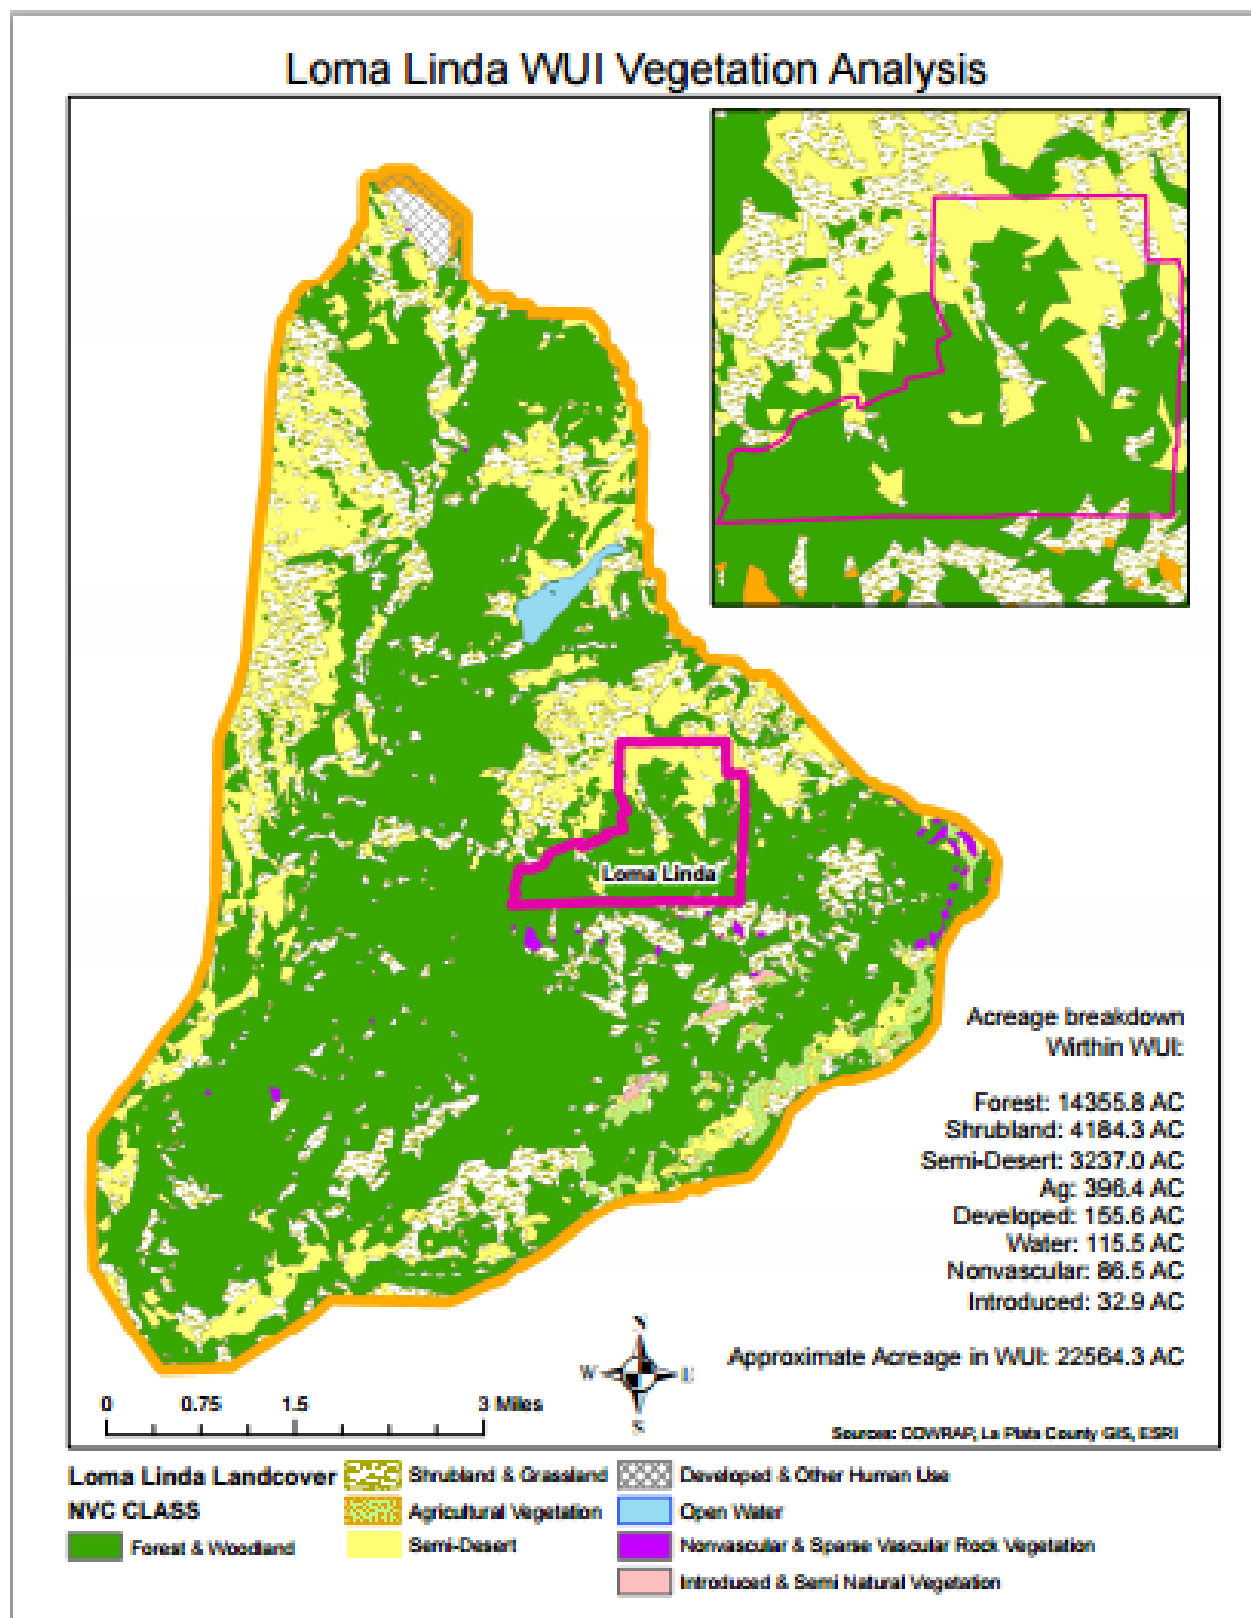 Loma Linda WUI Vegetation Analysis
Loma Linda
Acreage breakdown
Wirthin WUI:
Forest: 14355.8 AC
Shrubland: 4184.3 AC
Semi-Desert: 3237.0 AC
Ag: 396.4 AC
Developed: 155.6 AC
Water: 115.5 AC
Nonvascular: 86.5 AC
Introduced: 32.9 AC
Approximate Acreage in WUI: 22564.3 AC
N
W E
S
0 0.75 1.5 3 Miles
Sources: COWRAP, La Plata County GIS, ESRI
Loma Linda Landcover
NVC CLASS
Forest & Woodland
Shrubland & Grassland
Agricultural Vegetation
Semi-Desert
Developed & Other Human Use
Open Water
Nonvascular & Sparse Vascular Rock Vegetation
Introduced & Semi Natural Vegetation